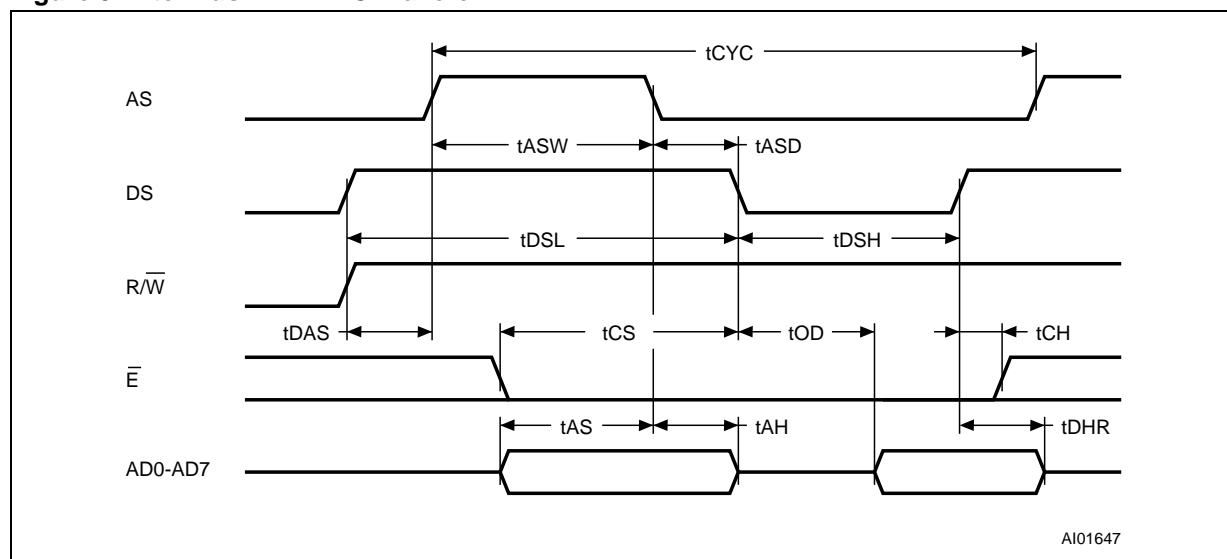 tCYC
AS
tASW
tASD
DS
tDSL
tDSH
R/W̅
tDAS
tCS
tOD
tCH
E̅
tAS
tAH
tDHR
AD0-AD7
AI01647